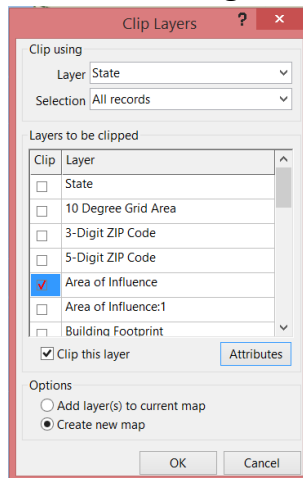 Clip Layers ? ×
Clip using
Layer State
Selection All records
Layers to be clipped
Clip Layer
State
10 Degree Grid Area
3-Digit ZIP Code
5-Digit ZIP Code
Area of Influence
Area of Influence:1
Building Footprint
Clip this layer Attributes
Options
Add layer(s) to current map
Create new map
OK Cancel